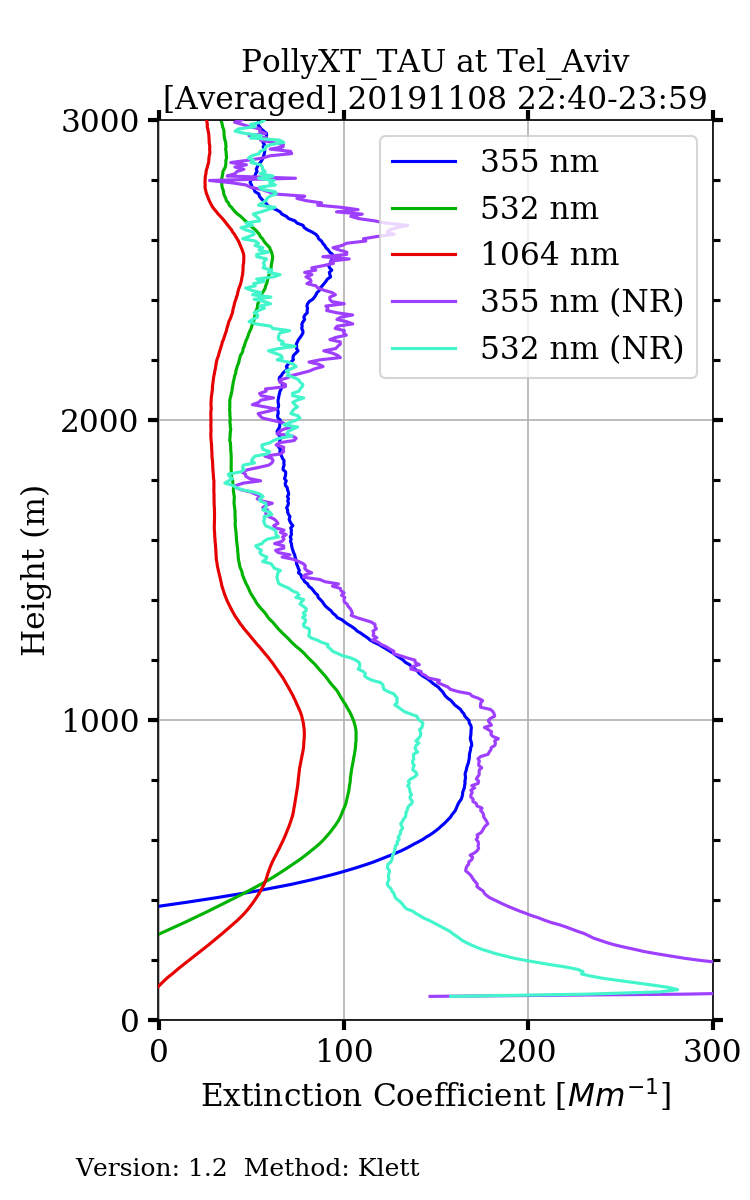 PollyXT_TAU at Tel_Aviv
[Averaged] 20191108 22:40-23:59
3000
355 nm
532 nm
1064 nm
355 nm (NR)
532 nm (NR)
2000
Height (m)
1000
0
0 100 200 300
Extinction Coefficient [Mm⁻¹]
Version: 1.2 Method: Klett